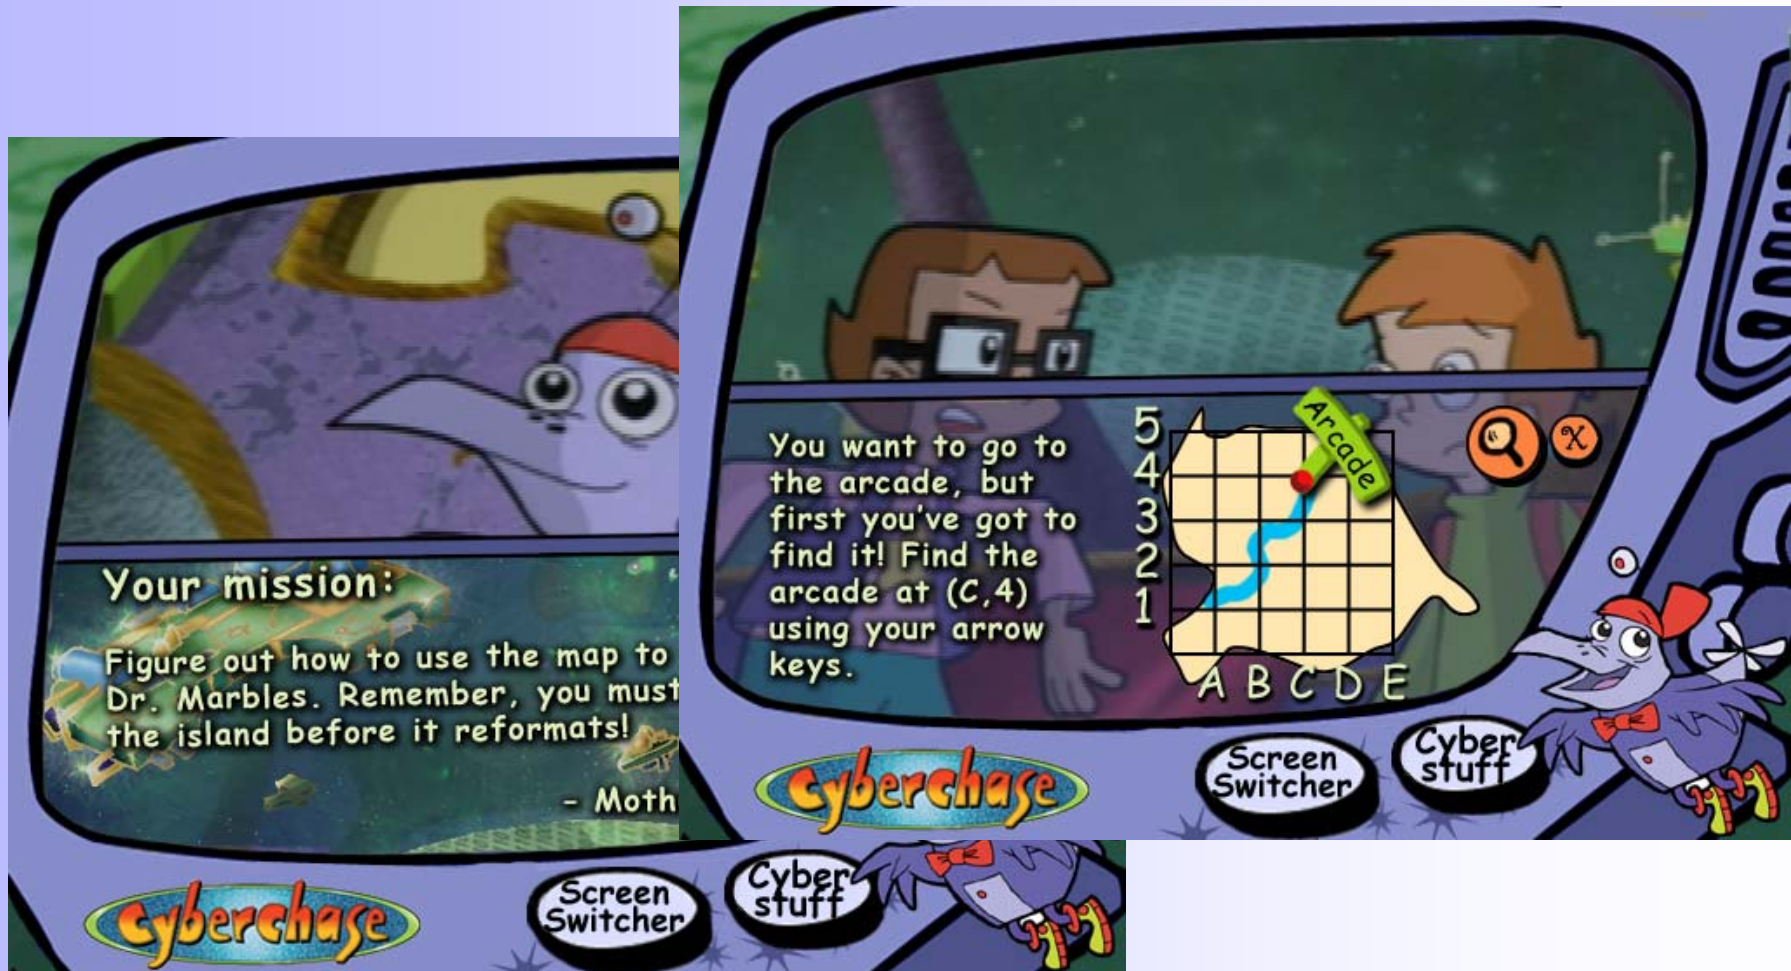 Your mission:
Figure out how to use the map to
Dr. Marbles. Remember, you must
the island before it reformats!
- Moth
cyberchase
Screen
Switcher
Cyber
stuff
You want to go to
the arcade, but
first you've got to
find it! Find the
arcade at (C,4)
using your arrow
keys.
5
4
3
2
1
A B C D E
Arcade
X
cyberchase
Screen
Switcher
Cyber
stuff